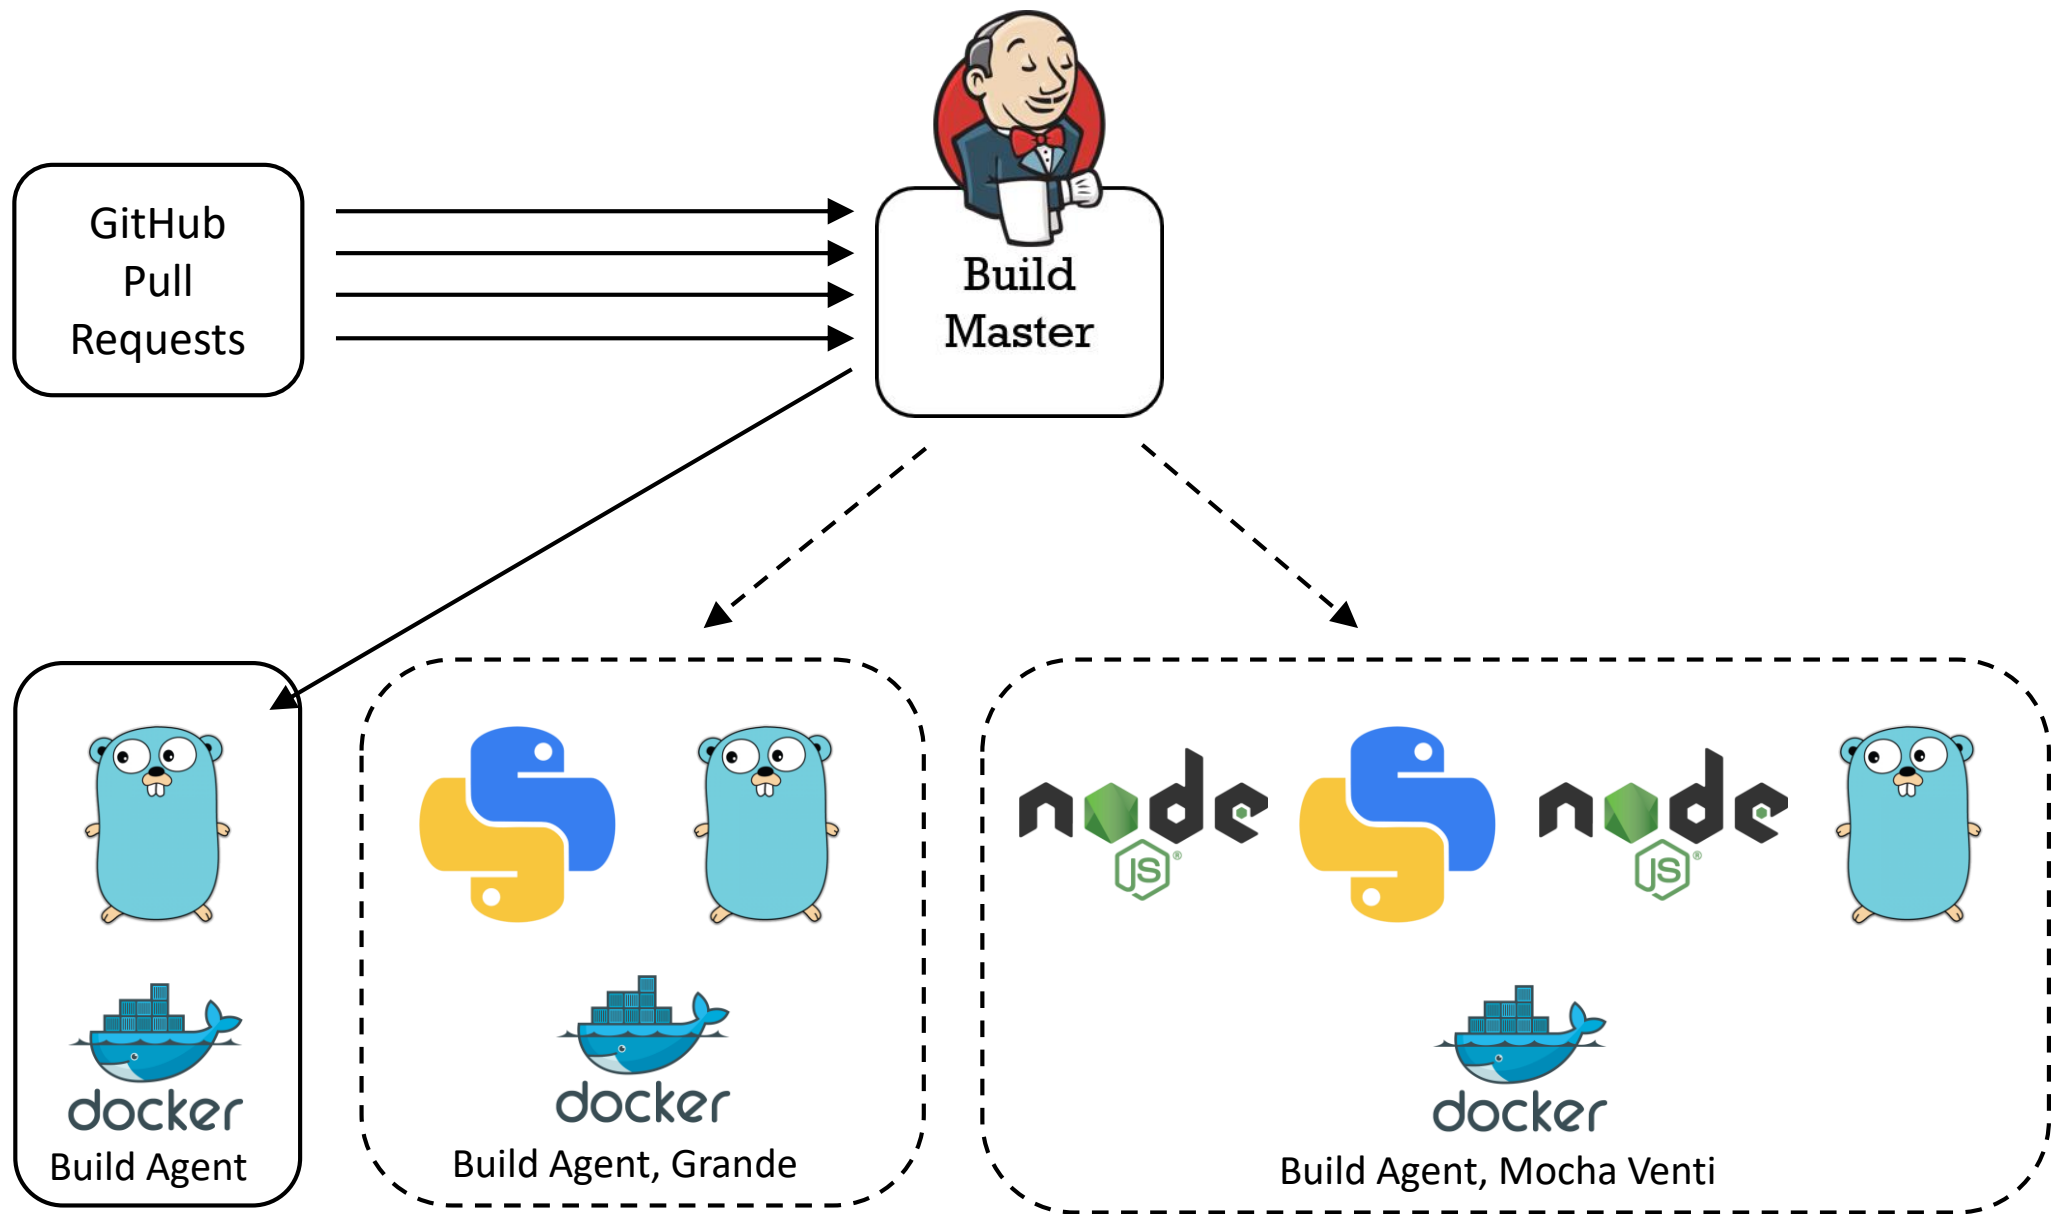 GitHub
Pull
Requests
Build
Master
docker
Build Agent
docker
Build Agent, Grande
node
JS®
node
JS®
docker
Build Agent, Mocha Venti